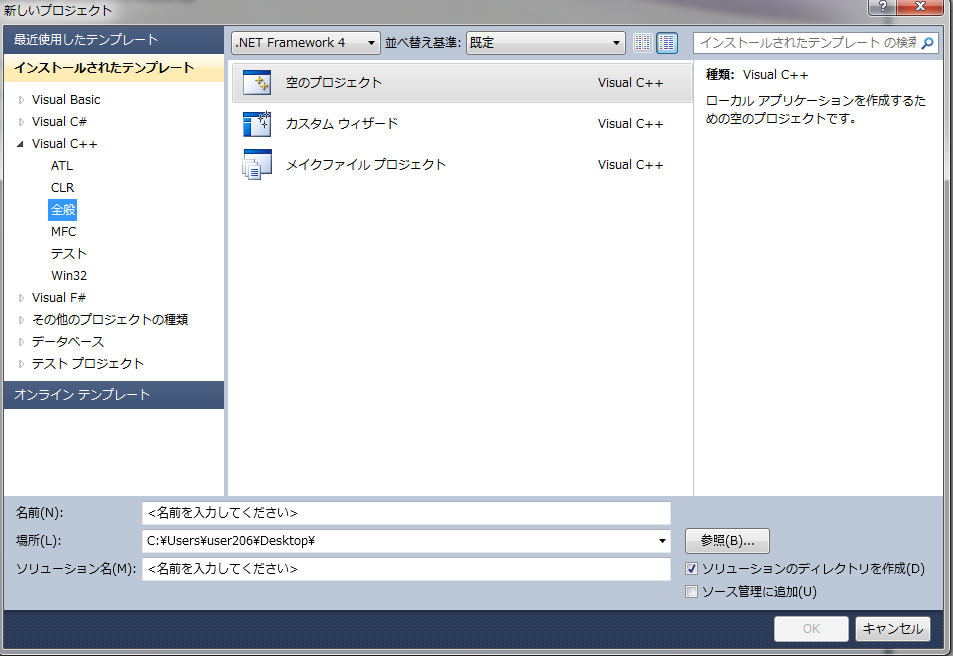 新しいプロジェクト
?
最近使用したテンプレート
.NET Framework 4 並べ替え基準: 既定
インストールされたテンプレート の検索
インストールされたテンプレート
Visual Basic
Visual C#
Visual C++
ATL
CLR
全般
MFC
テスト
Win32
Visual F#
その他のプロジェクトの種類
データベース
テスト プロジェクト
オンライン テンプレート
空のプロジェクト Visual C++
カスタム ウィザード Visual C++
メイクファイル プロジェクト Visual C++
種類: Visual C++
ローカル アプリケーションを作成するた
めの空のプロジェクトです。
名前(N): <名前を入力してください>
場所(L): C:¥Users¥user206¥Desktop¥ 参照(B)...
ソリューション名(M): <名前を入力してください> ソリューションのディレクトリを作成(D)
ソース管理に追加(U)
OK キャンセル